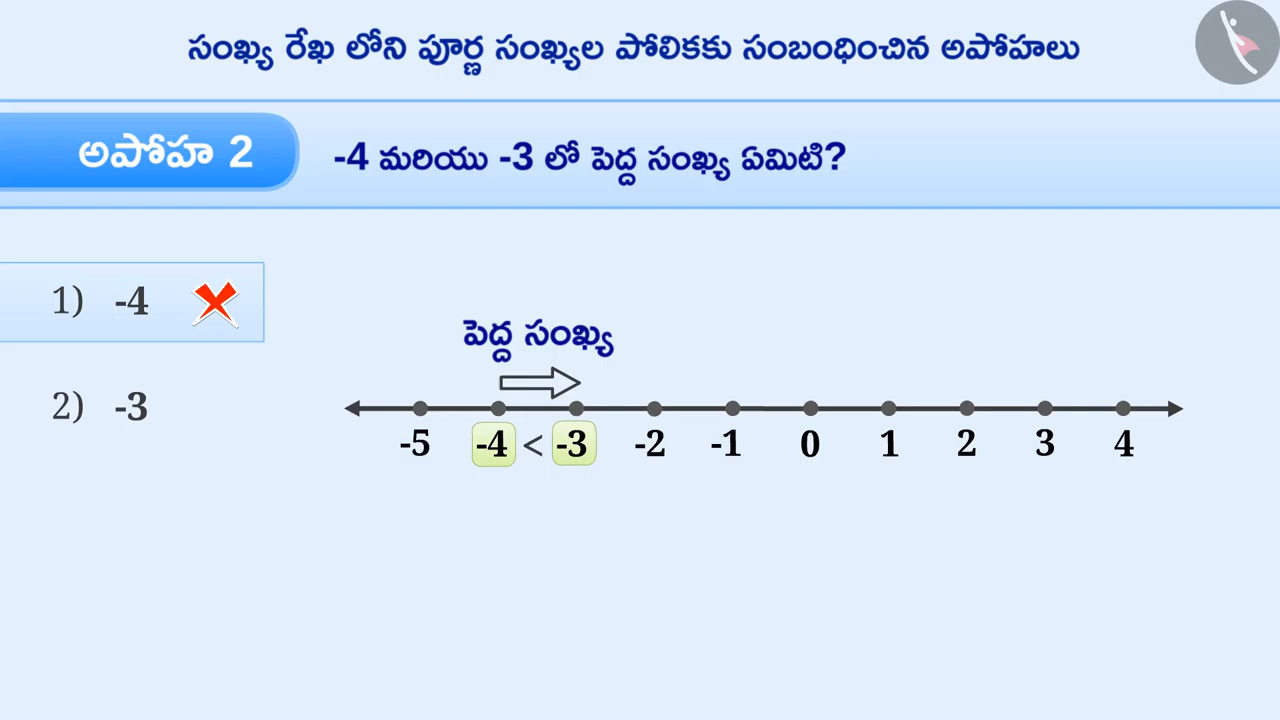 సంఖ్య రేఖ లోని పూర్ణ సంఖ్యల పోలికకు సంబంధించిన అపోహలు
అపోహ 2
-4 మరియు -3 లో పెద్ద సంఖ్య ఏమిటి?
1) -4
2) -3
పెద్ద సంఖ్య
-5 -4 < -3 -2 -1 0 1 2 3 4